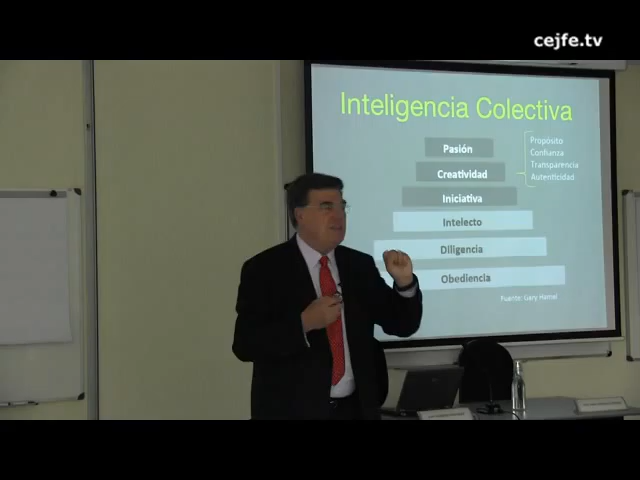 cejfe.tv
Inteligencia Colectiva
Pasión
Creatividad
Iniciativa
Intelecto
Diligencia
Obediencia
Propósito
Confianza
Transparencia
Autenticidad
Fuente: Gary Hamel